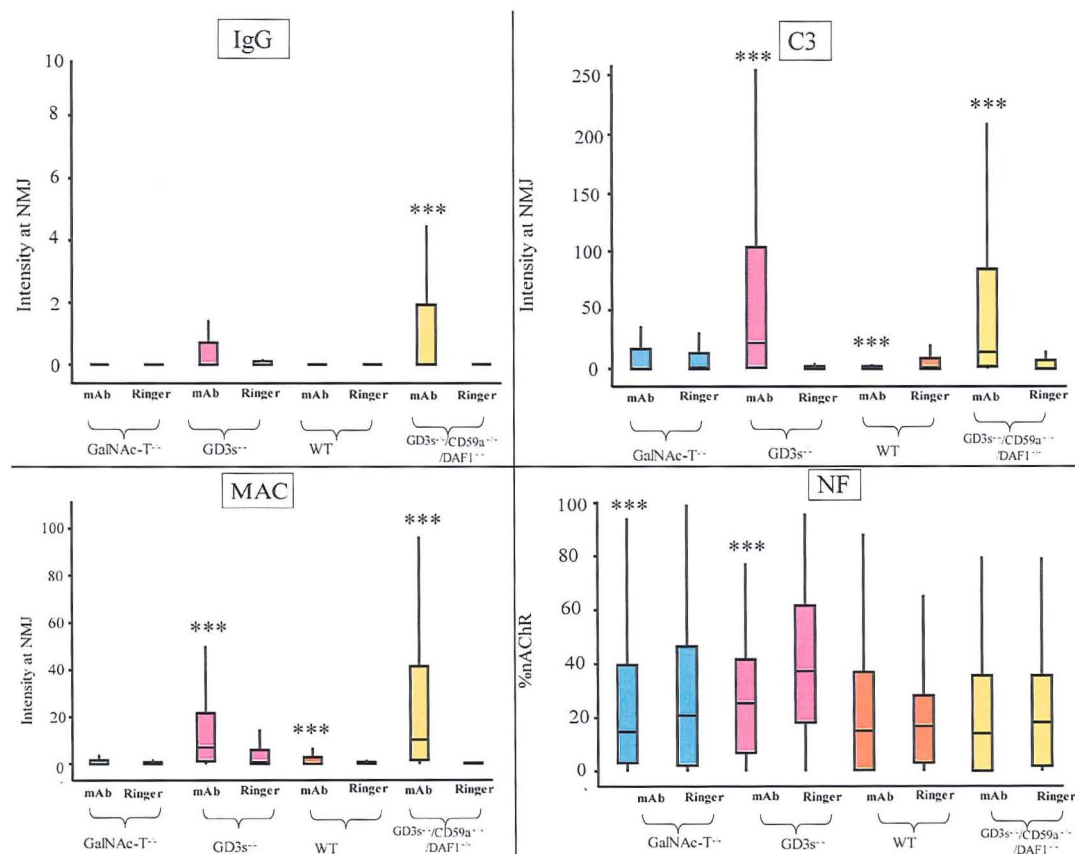 IgG
10
8
6
4
2
0
Intensity at NMJ
***
mAb Ringer mAb Ringer mAb Ringer mAb Ringer
GalNAc-T-- GD3s-- WT GD3s--/CD59a-/-
/DAF1--
C3
250
200
150
100
50
0
Intensity at NMJ
***
***
***
mAb Ringer mAb Ringer mAb Ringer mAb Ringer
GalNAc-T-- GD3s-- WT GD3s--/CD59a--
/DAF1-/-
MAC
100
80
60
40
20
0
Intensity at NMJ
***
***
***
mAb Ringer mAb Ringer mAb Ringer mAb Ringer
GalNAc-T-- GD3s-- WT GD3s--/CD59a--
/DAF1-/-
NF
100
80
60
40
20
0
%nAChR
***
***
mAb Ringer mAb Ringer mAb Ringer mAb Ringer
GalNAc-T-- GD3s-- WT GD3s--/CD59a--
/DAF1-/-